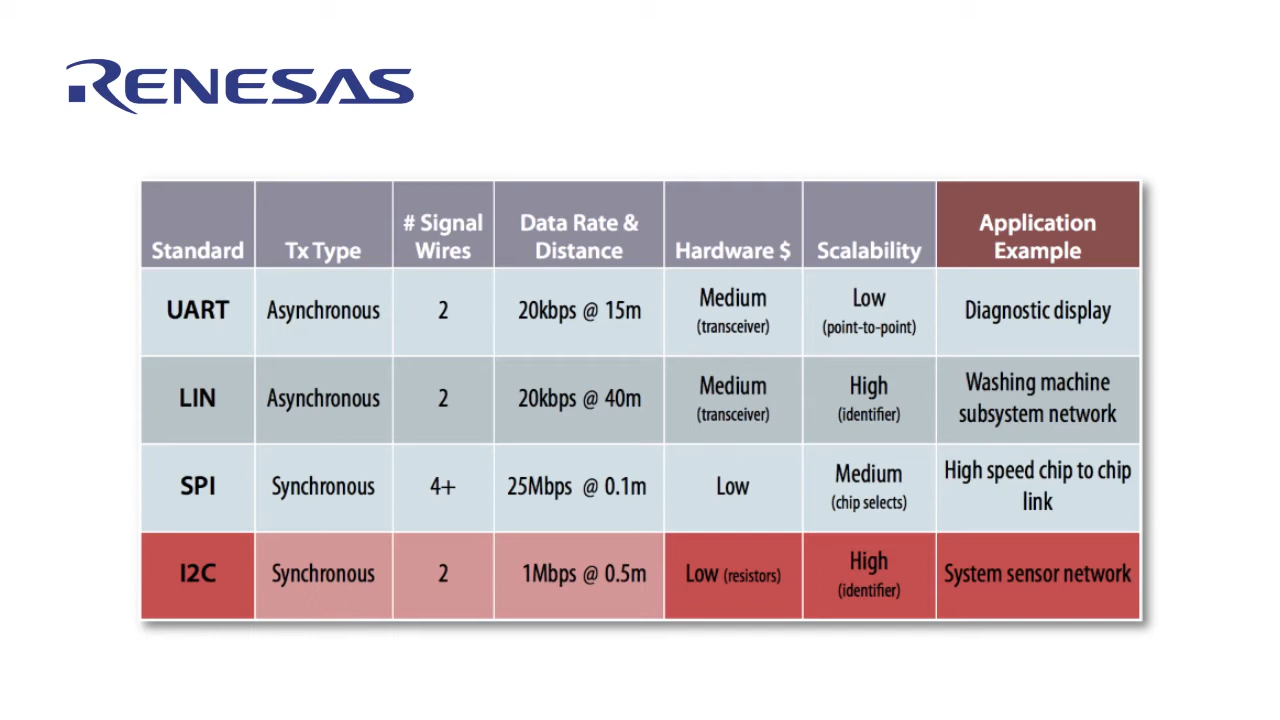 RENESAS
Standard
Tx Type
# Signal
Wires
Data Rate &
Distance
Hardware $
Scalability
Application
Example
UART
Asynchronous
2
20kbps @ 15m
Medium
(transceiver)
Low
(point-to-point)
Diagnostic display
LIN
Asynchronous
2
20kbps @ 40m
Medium
(transceiver)
High
(identifier)
Washing machine
subsystem network
SPI
Synchronous
4+
25Mbps @ 0.1m
Low
Medium
(chip selects)
High speed chip to chip
link
I2C
Synchronous
2
1Mbps @ 0.5m
Low (resistors)
High
(identifier)
System sensor network